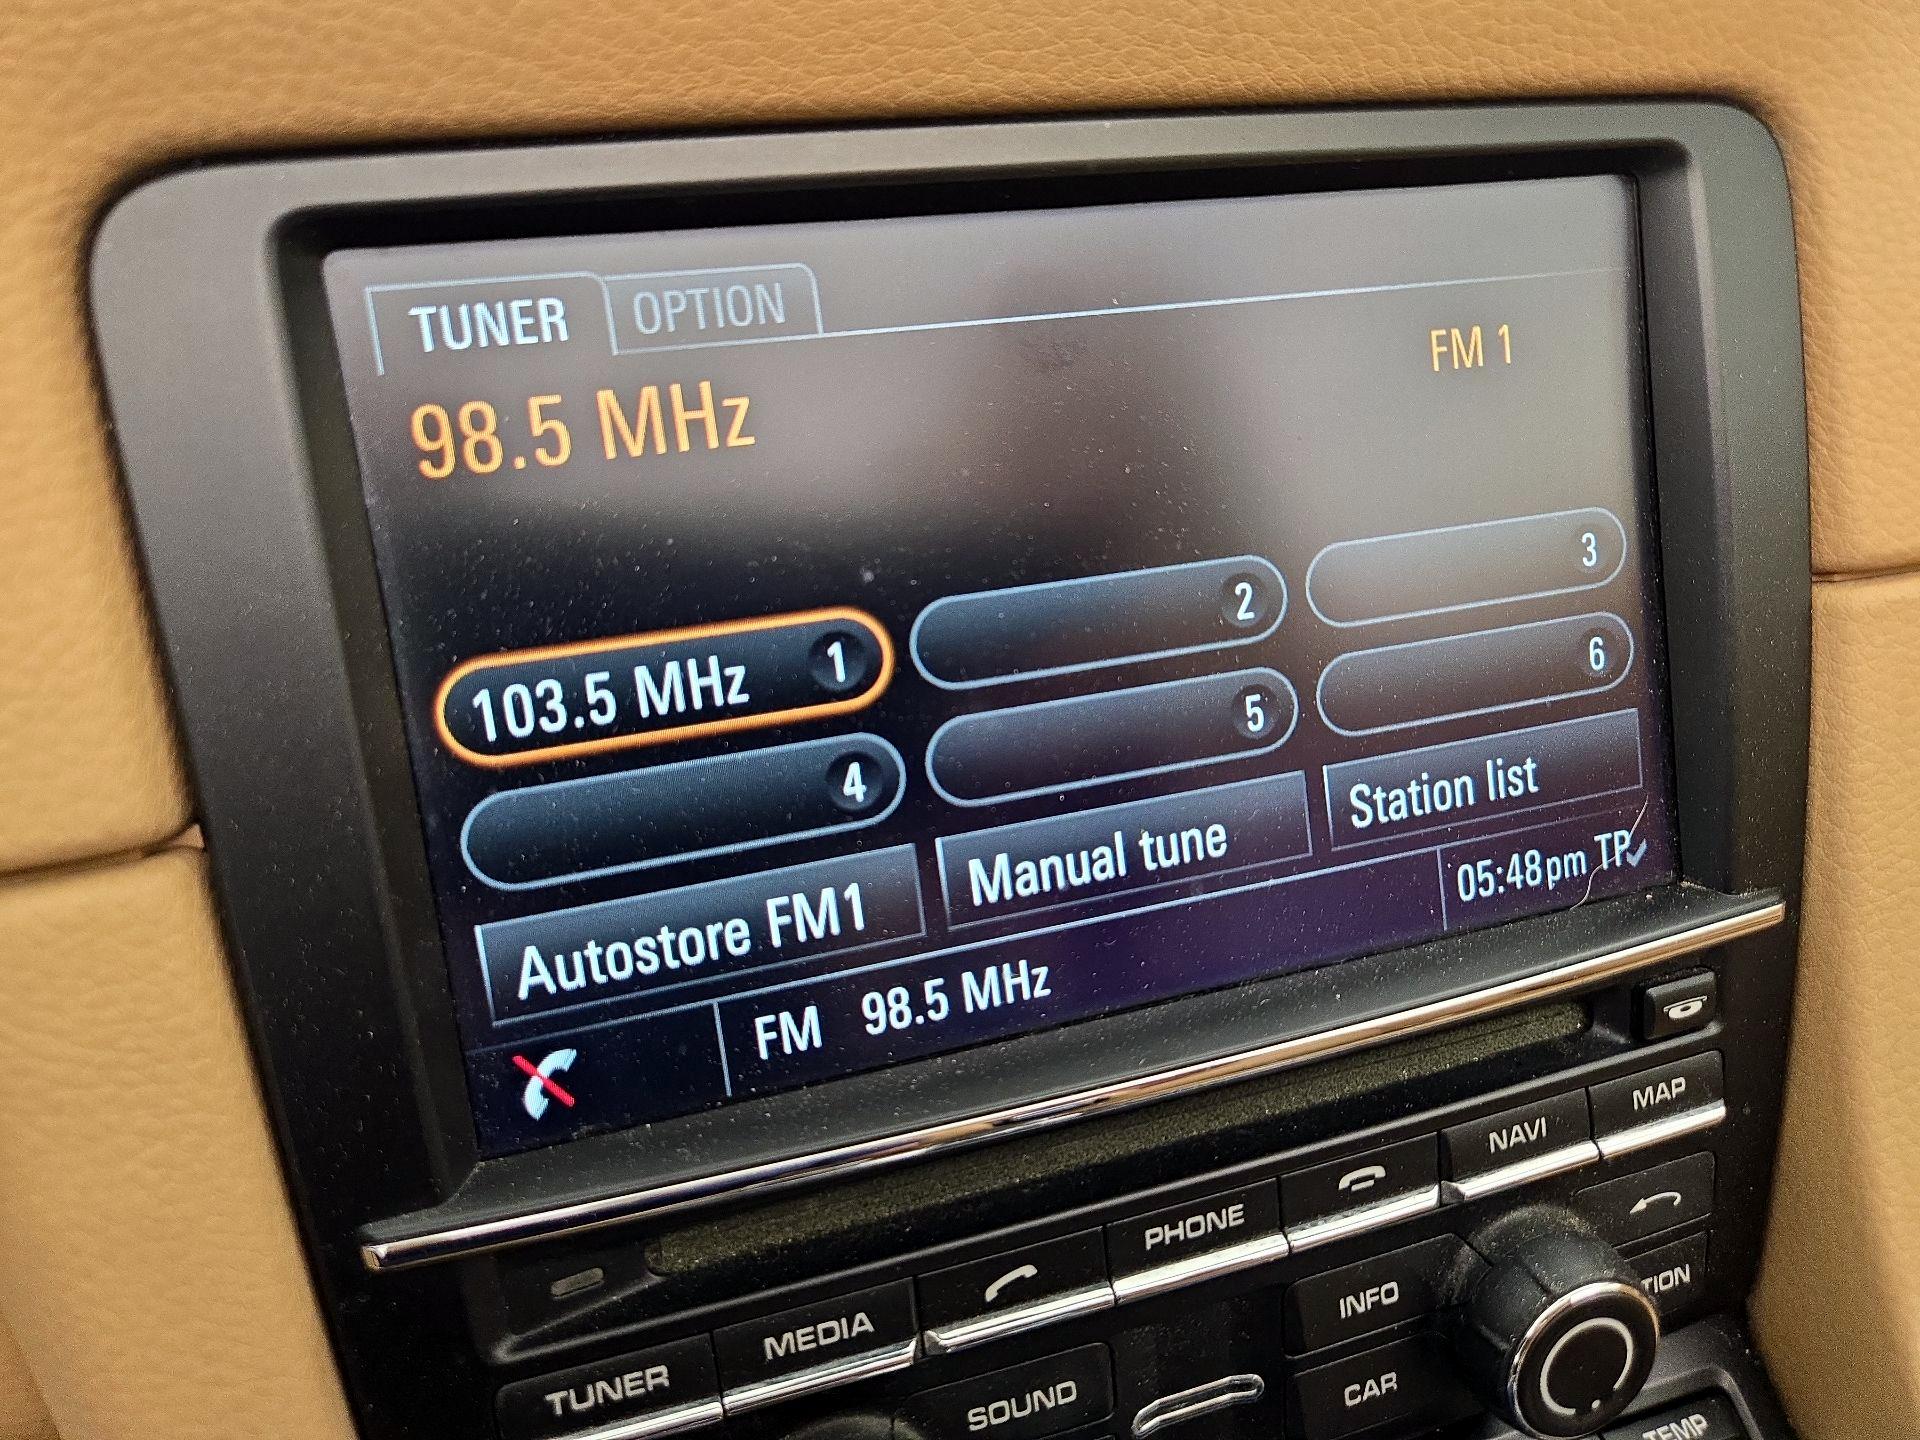 TUNER OPTION
FM 1
98.5 MHz
103.5 MHz 1
2
3
4
5
6
Autostore FM1
Manual tune
Station list
FM 98.5 MHz
05:48pm TP
TUNER
MEDIA
PHONE
NAVI
MAP
SOUND
INFO
CAR
TEMP